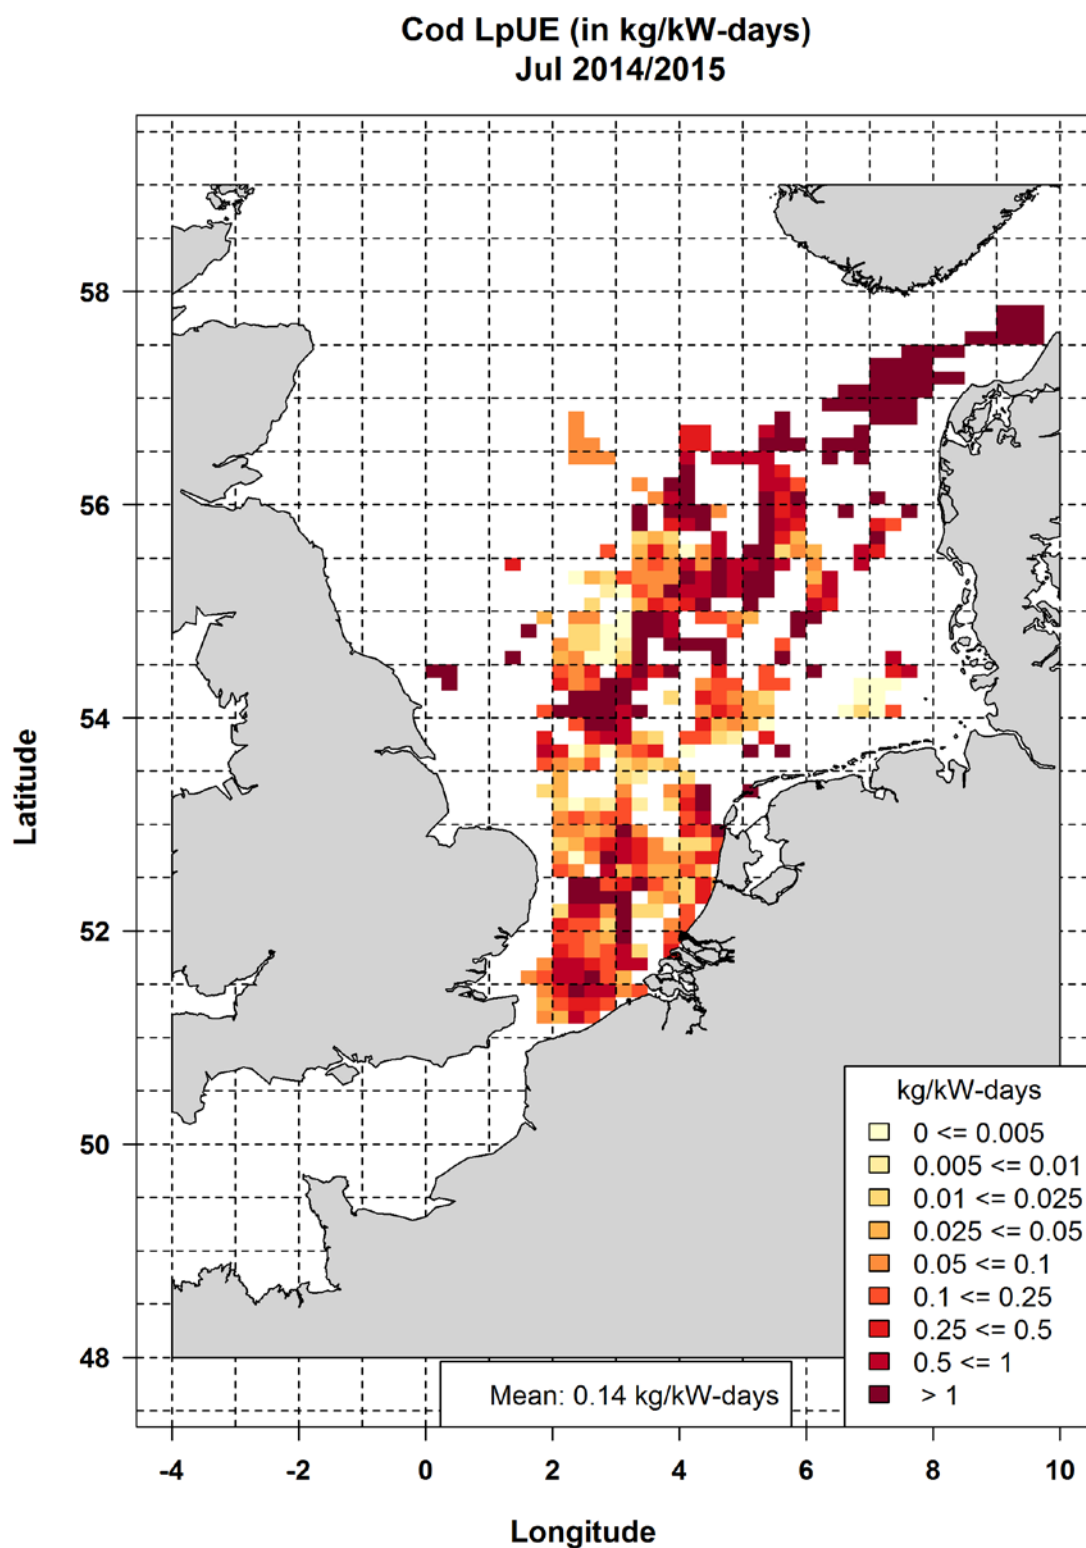 Cod LpUE (in kg/kW-days)
Jul 2014/2015
Latitude
58
56
54
52
50
48
kg/kW-days
0 <= 0.005
0.005 <= 0.01
0.01 <= 0.025
0.025 <= 0.05
0.05 <= 0.1
0.1 <= 0.25
0.25 <= 0.5
0.5 <= 1
> 1
Mean: 0.14 kg/kW-days
-4 -2 0 2 4 6 8 10
Longitude